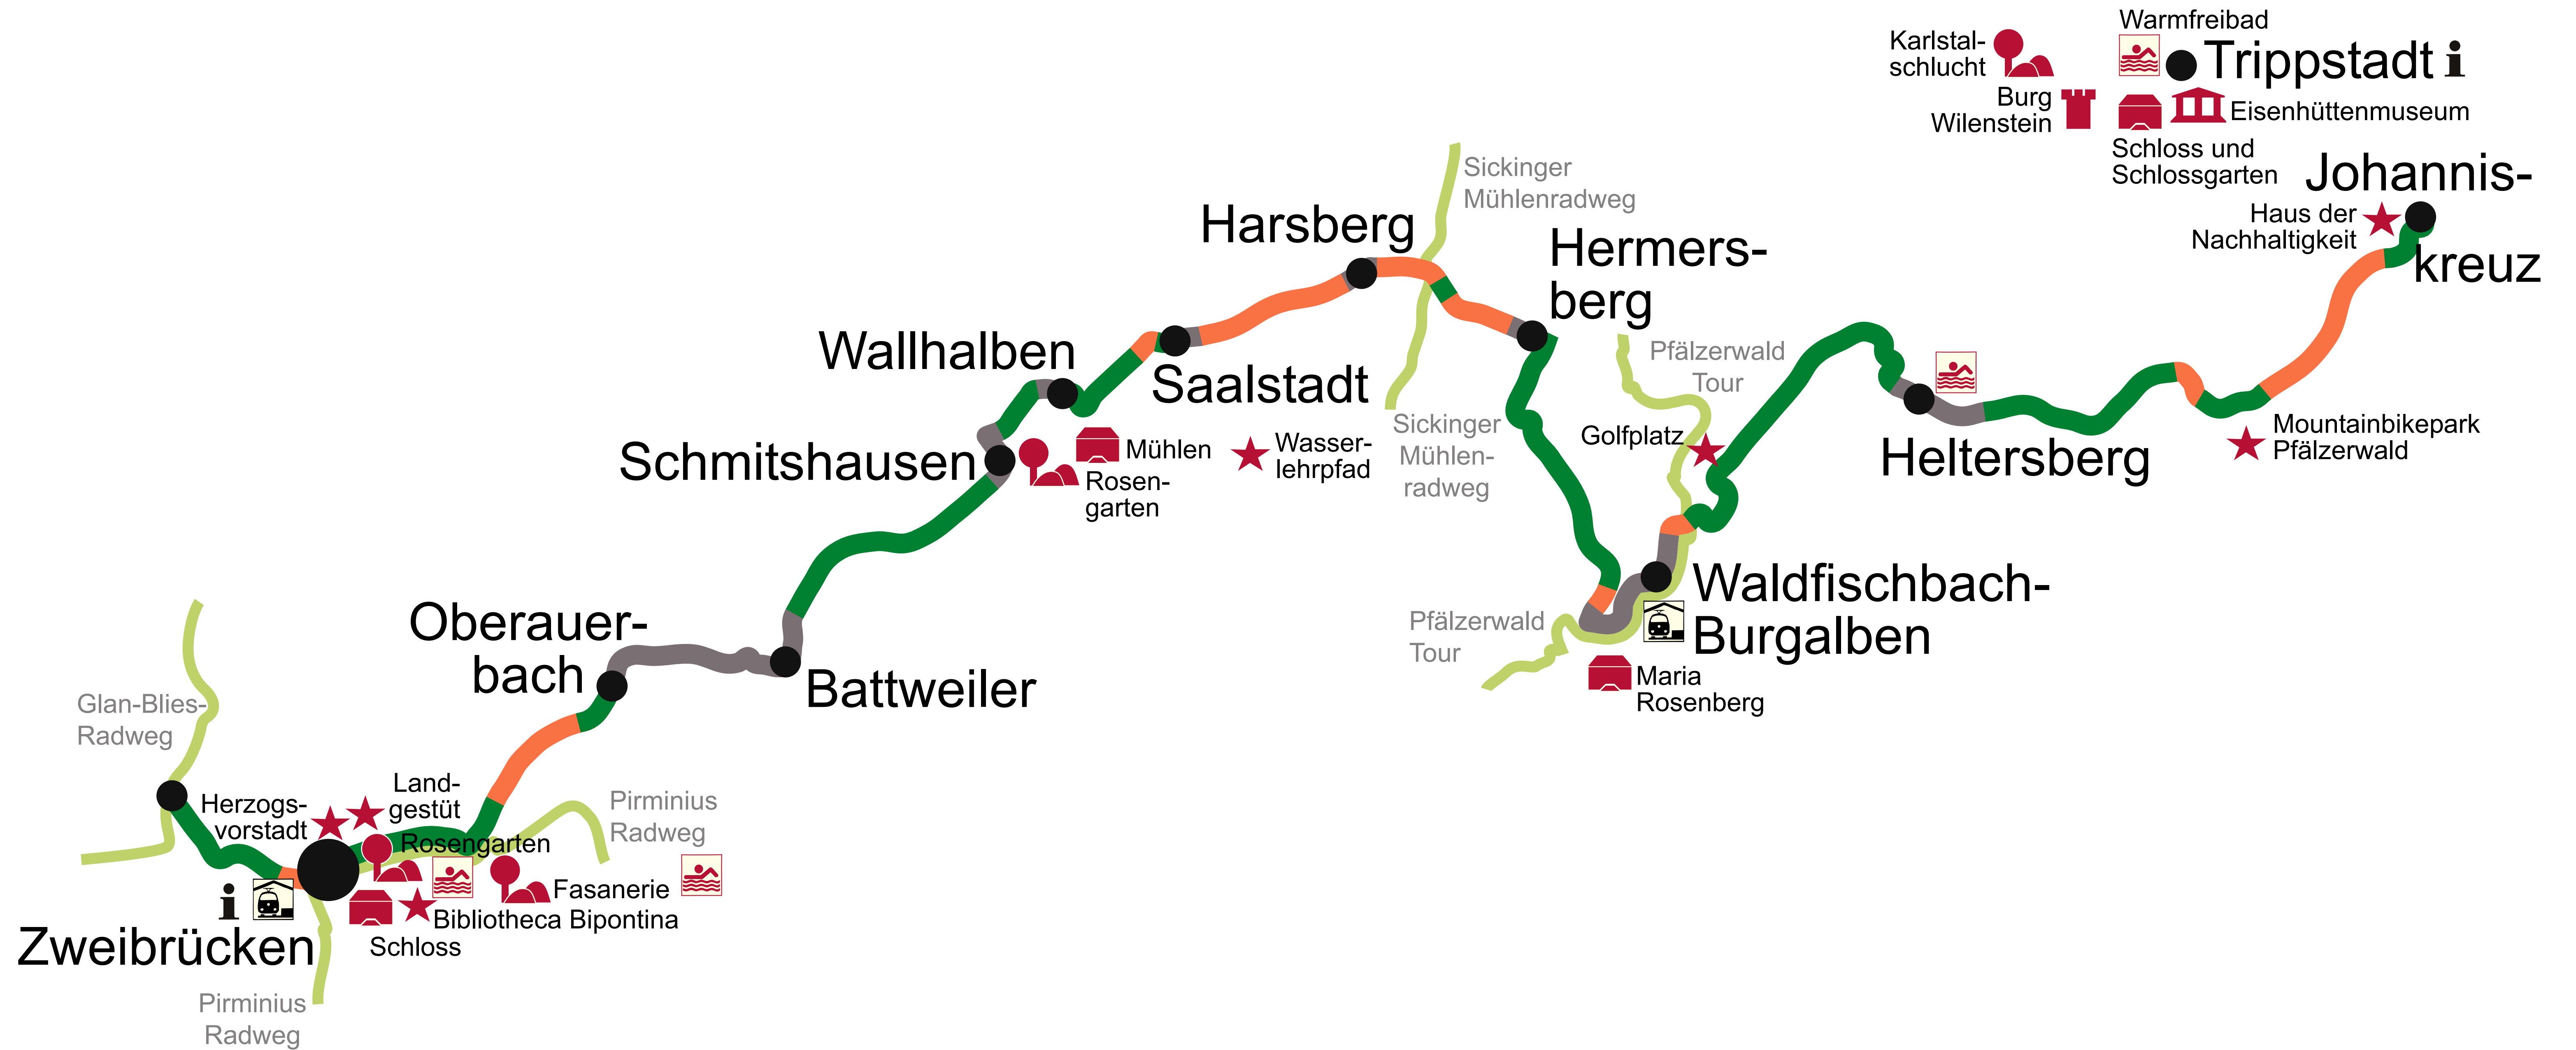 Warmfreibad
Karlstal-
schlucht
Trippstadt
Burg
Wilenstein
Eisenhüttenmuseum
Schloss und
Schlossgarten
Johannis-
kreuz
Haus der
Nachhaltigkeit
Sickinger
Mühlenradweg
Harsberg
Hermers-
berg
Wallhalben
Saalstadt
Pfälzerwald
Tour
Schmitshausen
Mühlen
Rosen-
garten
Wasser-
lehrpfad
Sickinger
Mühlen-
radweg
Golfplatz
Heltersberg
Mountainbikepark
Pfälzerwald
Waldfischbach-
Burgalben
Pfälzerwald
Tour
Maria
Rosenberg
Oberauer-
bach
Battweiler
Glan-Blies-
Radweg
Herzogs-
vorstadt
Land-
gestüt
Pirminius
Radweg
Rosengarten
Fasanerie
Bibliotheca Bipontina
Schloss
i
Zweibrücken
Pirminius
Radweg
i